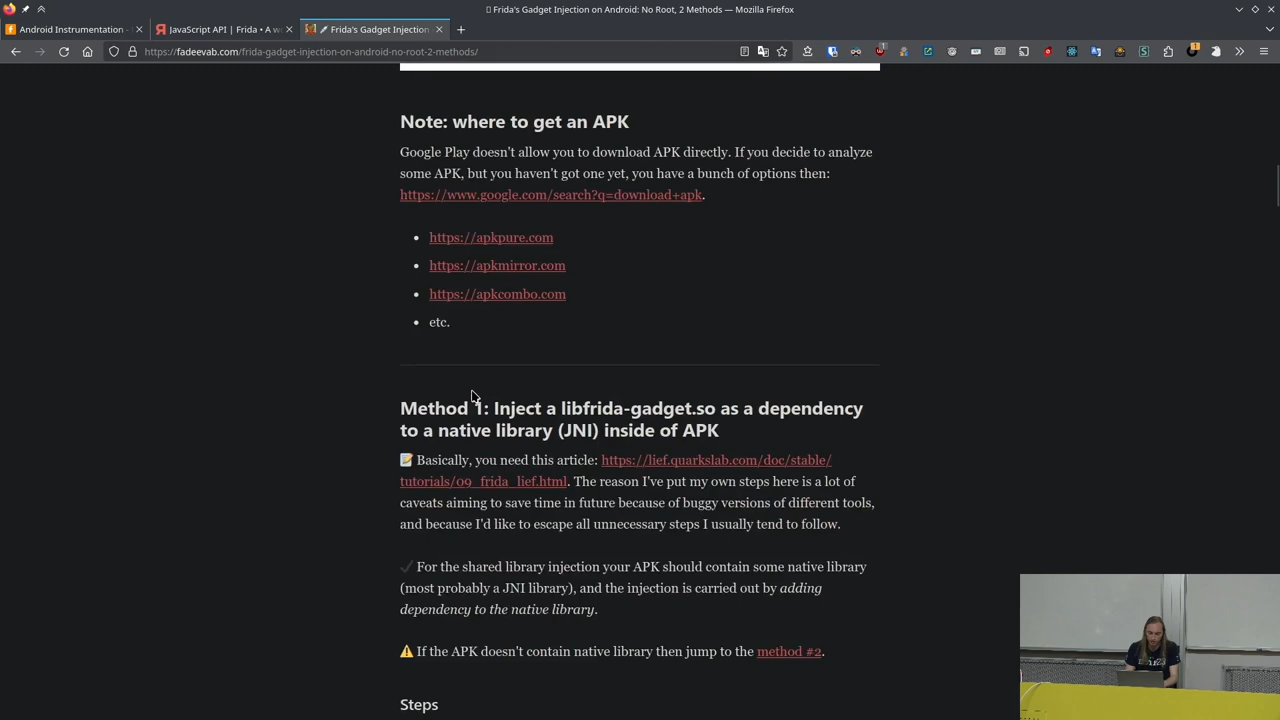 Frida's Gadget Injection on Android: No Root, 2 Methods — Mozilla Firefox
Android Instrumentation -
JavaScript API | Frida • A w
Frida's Gadget Injection
https://fadeevab.com/frida-gadget-injection-on-android-no-root-2-methods/
Note: where to get an APK
Google Play doesn't allow you to download APK directly. If you decide to analyze
some APK, but you haven't got one yet, you have a bunch of options then:
https://www.google.com/search?q=download+apk.
https://apkpure.com
https://apkmirror.com
https://apkcombo.com
etc.
Method 1: Inject a libfrida-gadget.so as a dependency
to a native library (JNI) inside of APK
Basically, you need this article: https://lief.quarkslab.com/doc/stable/
tutorials/09_frida_lief.html. The reason I've put my own steps here is a lot of
caveats aiming to save time in future because of buggy versions of different tools,
and because I'd like to escape all unnecessary steps I usually tend to follow.
For the shared library injection your APK should contain some native library
(most probably a JNI library), and the injection is carried out by adding
dependency to the native library.
If the APK doesn't contain native library then jump to the method #2.
Steps